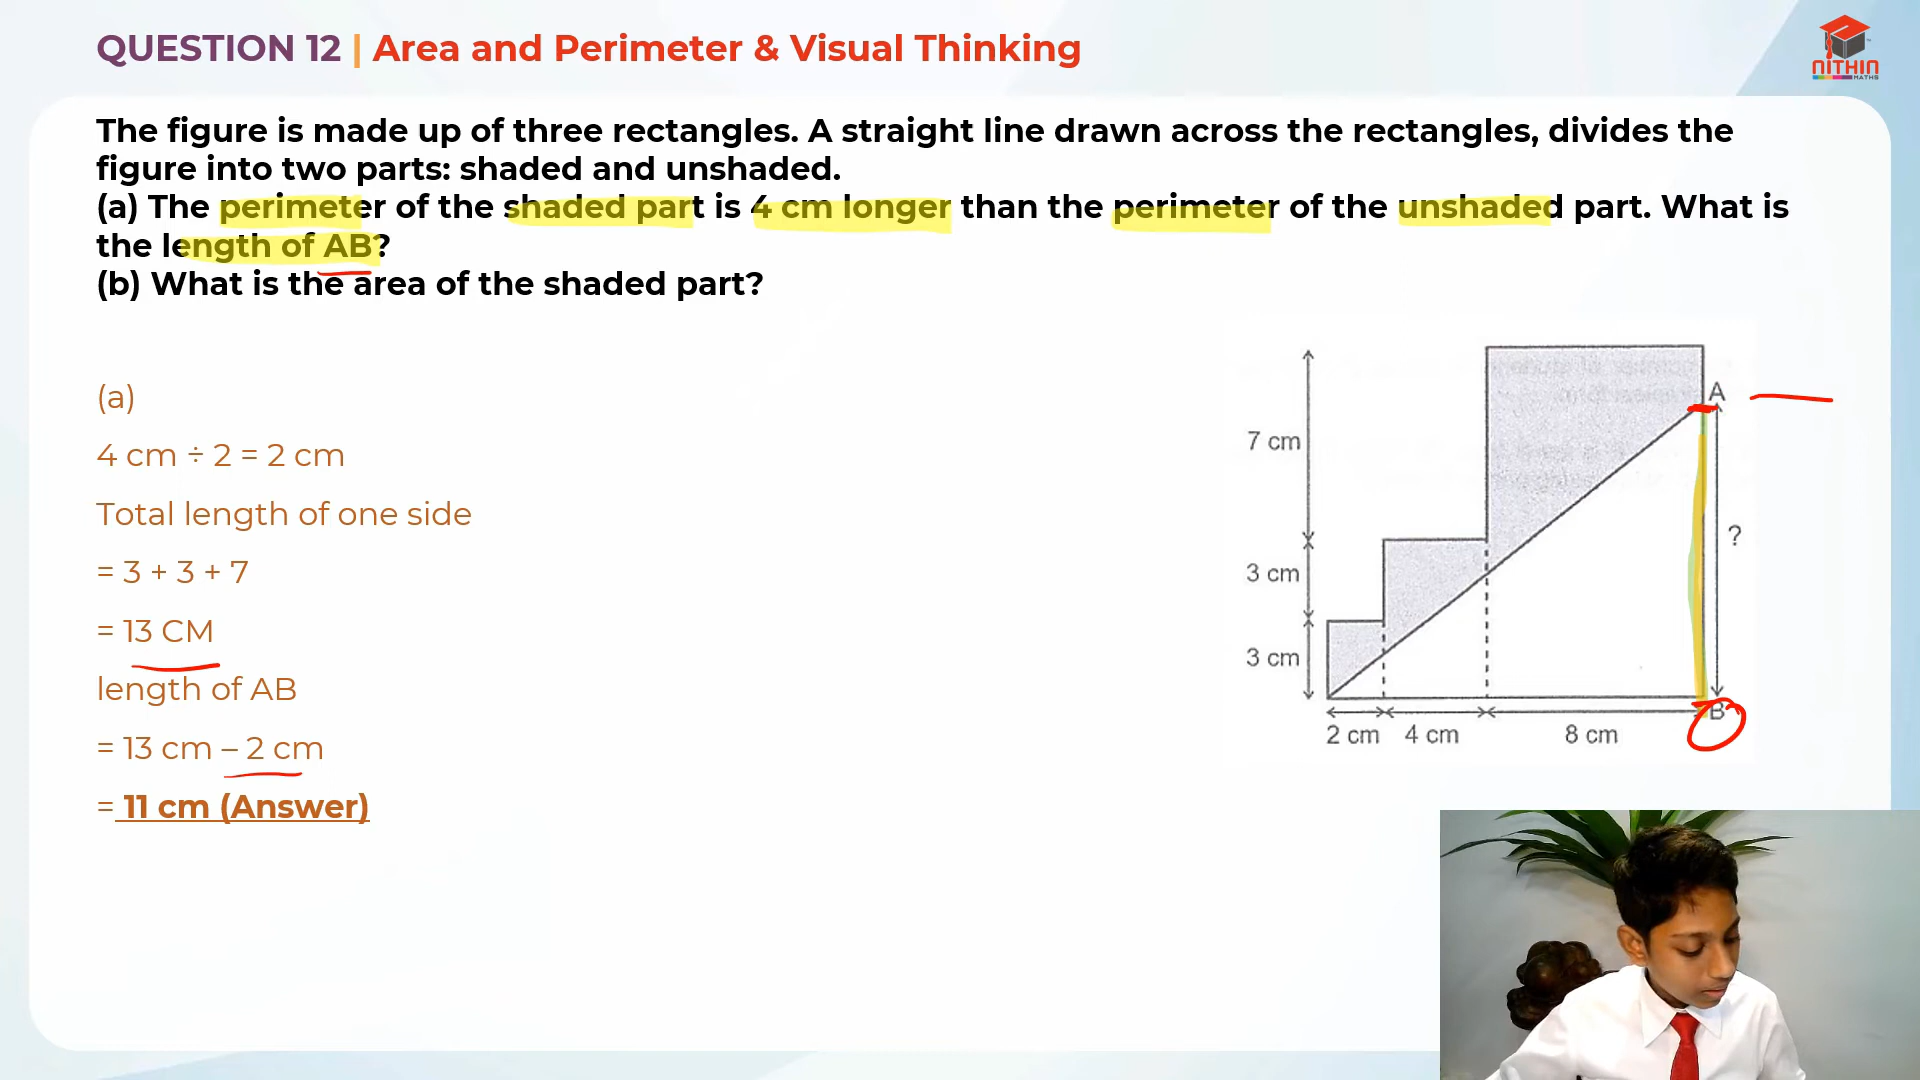 QUESTION 12 | Area and Perimeter & Visual Thinking
NITHIN
MATHS
The figure is made up of three rectangles. A straight line drawn across the rectangles, divides the
figure into two parts: shaded and unshaded.
(a) The perimeter of the shaded part is 4 cm longer than the perimeter of the unshaded part. What is
the length of AB?
(b) What is the area of the shaded part?
(a)
4 cm ÷ 2 = 2 cm
Total length of one side
= 3 + 3 + 7
= 13 CM
length of AB
= 13 cm – 2 cm
= 11 cm (Answer)
A
7 cm
?
3 cm
3 cm
B
2 cm 4 cm 8 cm